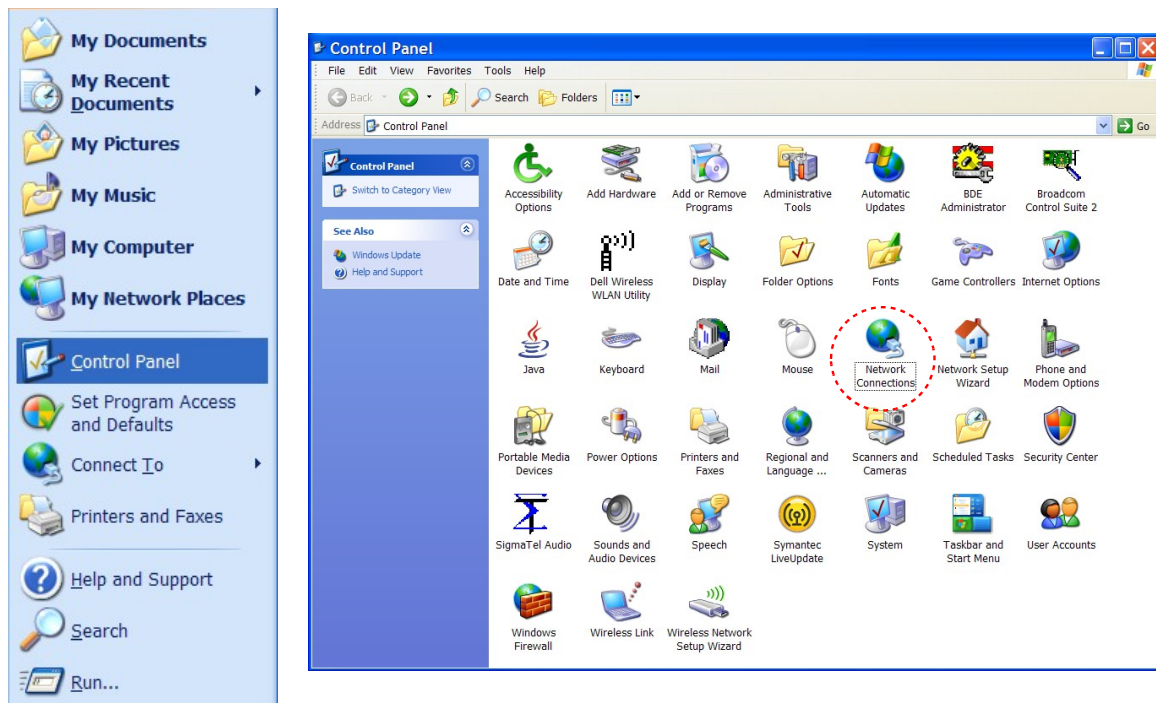 My Documents
My Recent
Documents
My Pictures
My Music
My Computer
My Network Places
Control Panel
Set Program Access
and Defaults
Connect To
Printers and Faxes
Help and Support
Search
Run...
Control Panel
File Edit View Favorites Tools Help
Back Search Folders
Address Control Panel Go
Control Panel
Switch to Category View
See Also
Windows Update
Help and Support
Accessibility
Options
Add Hardware
Add or Remove
Programs
Administrative
Tools
Automatic
Updates
BDE
Administrator
Broadcom
Control Suite 2
Date and Time
Dell Wireless
WLAN Utility
Display
Folder Options
Fonts
Game Controllers
Internet Options
Java
Keyboard
Mail
Mouse
Network
Connections
Network Setup
Wizard
Phone and
Modem Options
Portable Media
Devices
Power Options
Printers and
Faxes
Regional and
Language ...
Scanners and
Cameras
Scheduled Tasks
Security Center
SigmaTel Audio
Sounds and
Audio Devices
Speech
Symantec
LiveUpdate
System
Taskbar and
Start Menu
User Accounts
Windows
Firewall
Wireless Link
Wireless Network
Setup Wizard